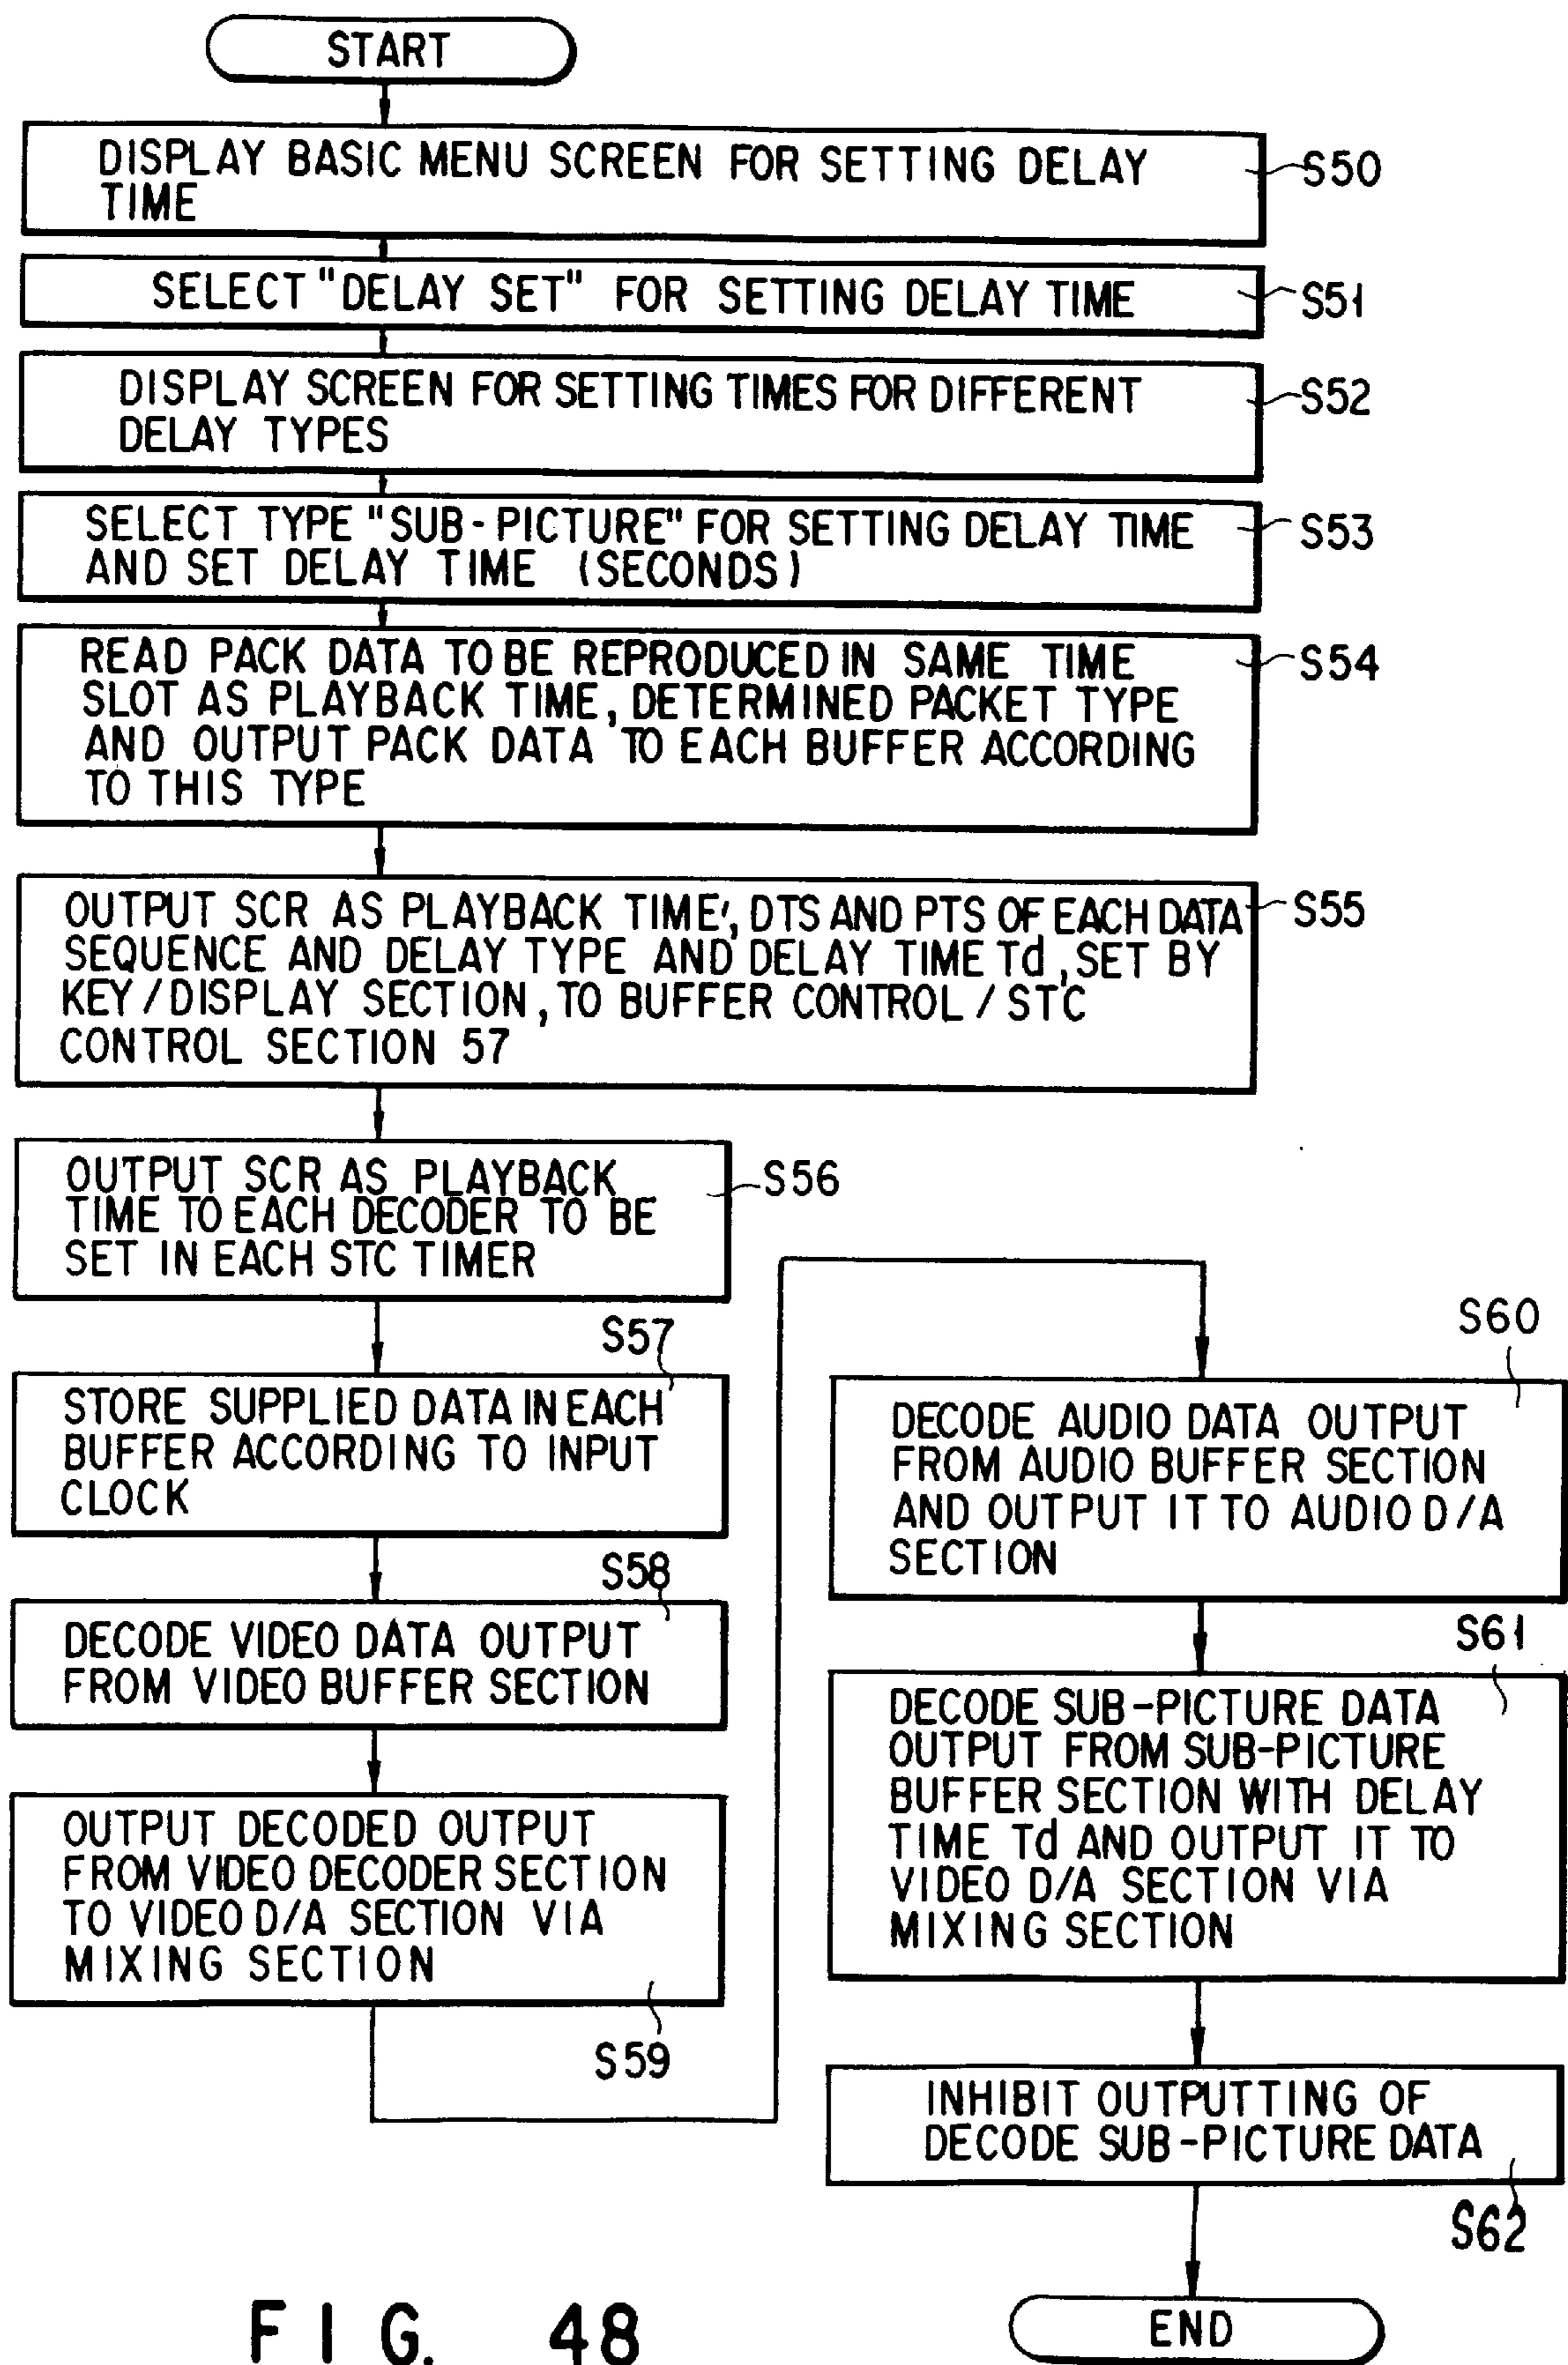 START
DISPLAY BASIC MENU SCREEN FOR SETTING DELAY
TIME
S50
SELECT "DELAY SET" FOR SETTING DELAY TIME
S51
DISPLAY SCREEN FOR SETTING TIMES FOR DIFFERENT
DELAY TYPES
S52
SELECT TYPE "SUB-PICTURE" FOR SETTING DELAY TIME
AND SET DELAY TIME (SECONDS)
S53
READ PACK DATA TO BE REPRODUCED IN SAME TIME
SLOT AS PLAYBACK TIME, DETERMINED PACKET TYPE
AND OUTPUT PACK DATA TO EACH BUFFER ACCORDING
TO THIS TYPE
S54
OUTPUT SCR AS PLAYBACK TIME', DTS AND PTS OF EACH DATA
SEQUENCE AND DELAY TYPE AND DELAY TIME Td, SET BY
KEY/DISPLAY SECTION, TO BUFFER CONTROL/STC
CONTROL SECTION 57
S55
OUTPUT SCR AS PLAYBACK
TIME TO EACH DECODER TO BE
SET IN EACH STC TIMER
S56
S57
STORE SUPPLIED DATA IN EACH
BUFFER ACCORDING TO INPUT
CLOCK
S58
DECODE VIDEO DATA OUTPUT
FROM VIDEO BUFFER SECTION
OUTPUT DECODED OUTPUT
FROM VIDEO DECODER SECTION
TO VIDEO D/A SECTION VIA
MIXING SECTION
S59
S60
DECODE AUDIO DATA OUTPUT
FROM AUDIO BUFFER SECTION
AND OUTPUT IT TO AUDIO D/A
SECTION
S61
DECODE SUB-PICTURE DATA
OUTPUT FROM SUB-PICTURE
BUFFER SECTION WITH DELAY
TIME Td AND OUTPUT IT TO
VIDEO D/A SECTION VIA
MIXING SECTION
INHIBIT OUTPUTTING OF
DECODE SUB-PICTURE DATA
S62
END
FIG. 48